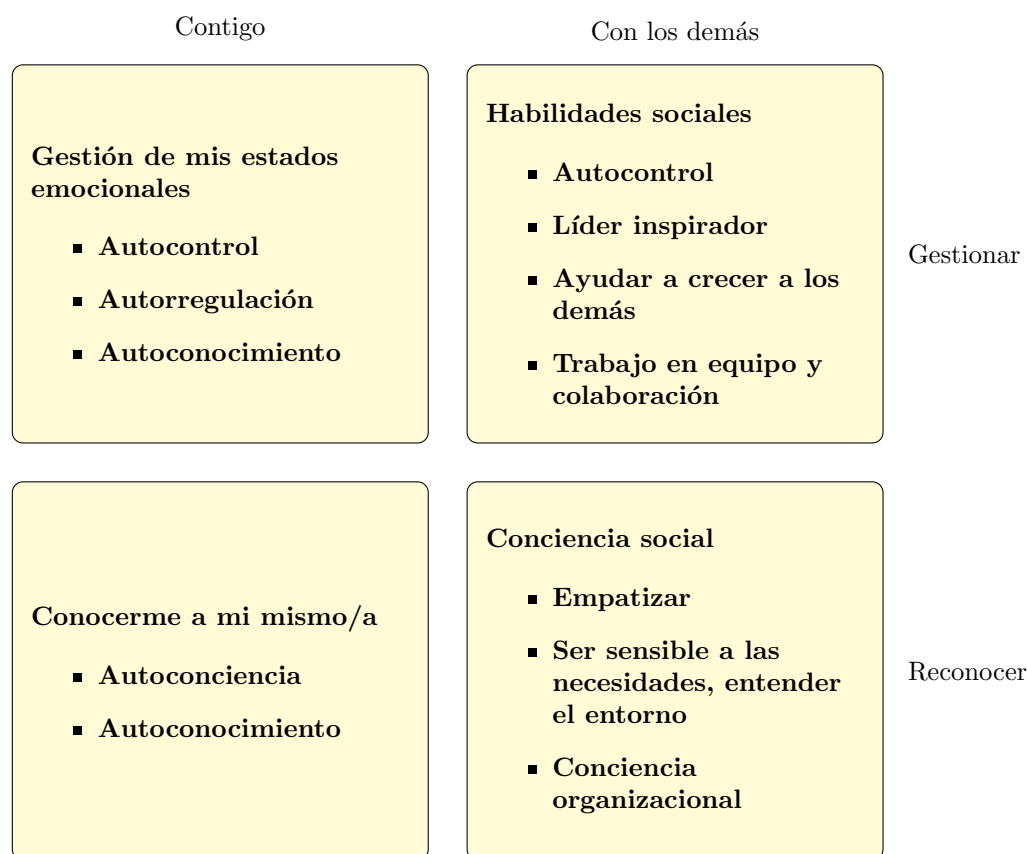 Contigo
Con los demás
Gestión de mis estados
emocionales
▪ Autocontrol
▪ Autorregulación
▪ Autoconocimiento
Habilidades sociales
▪ Autocontrol
▪ Líder inspirador
▪ Ayudar a crecer a los
demás
▪ Trabajo en equipo y
colaboración
Gestionar
Conocerme a mi mismo/a
▪ Autoconciencia
▪ Autoconocimiento
Conciencia social
▪ Empatizar
▪ Ser sensible a las
necesidades, entender
el entorno
▪ Conciencia
organizacional
Reconocer